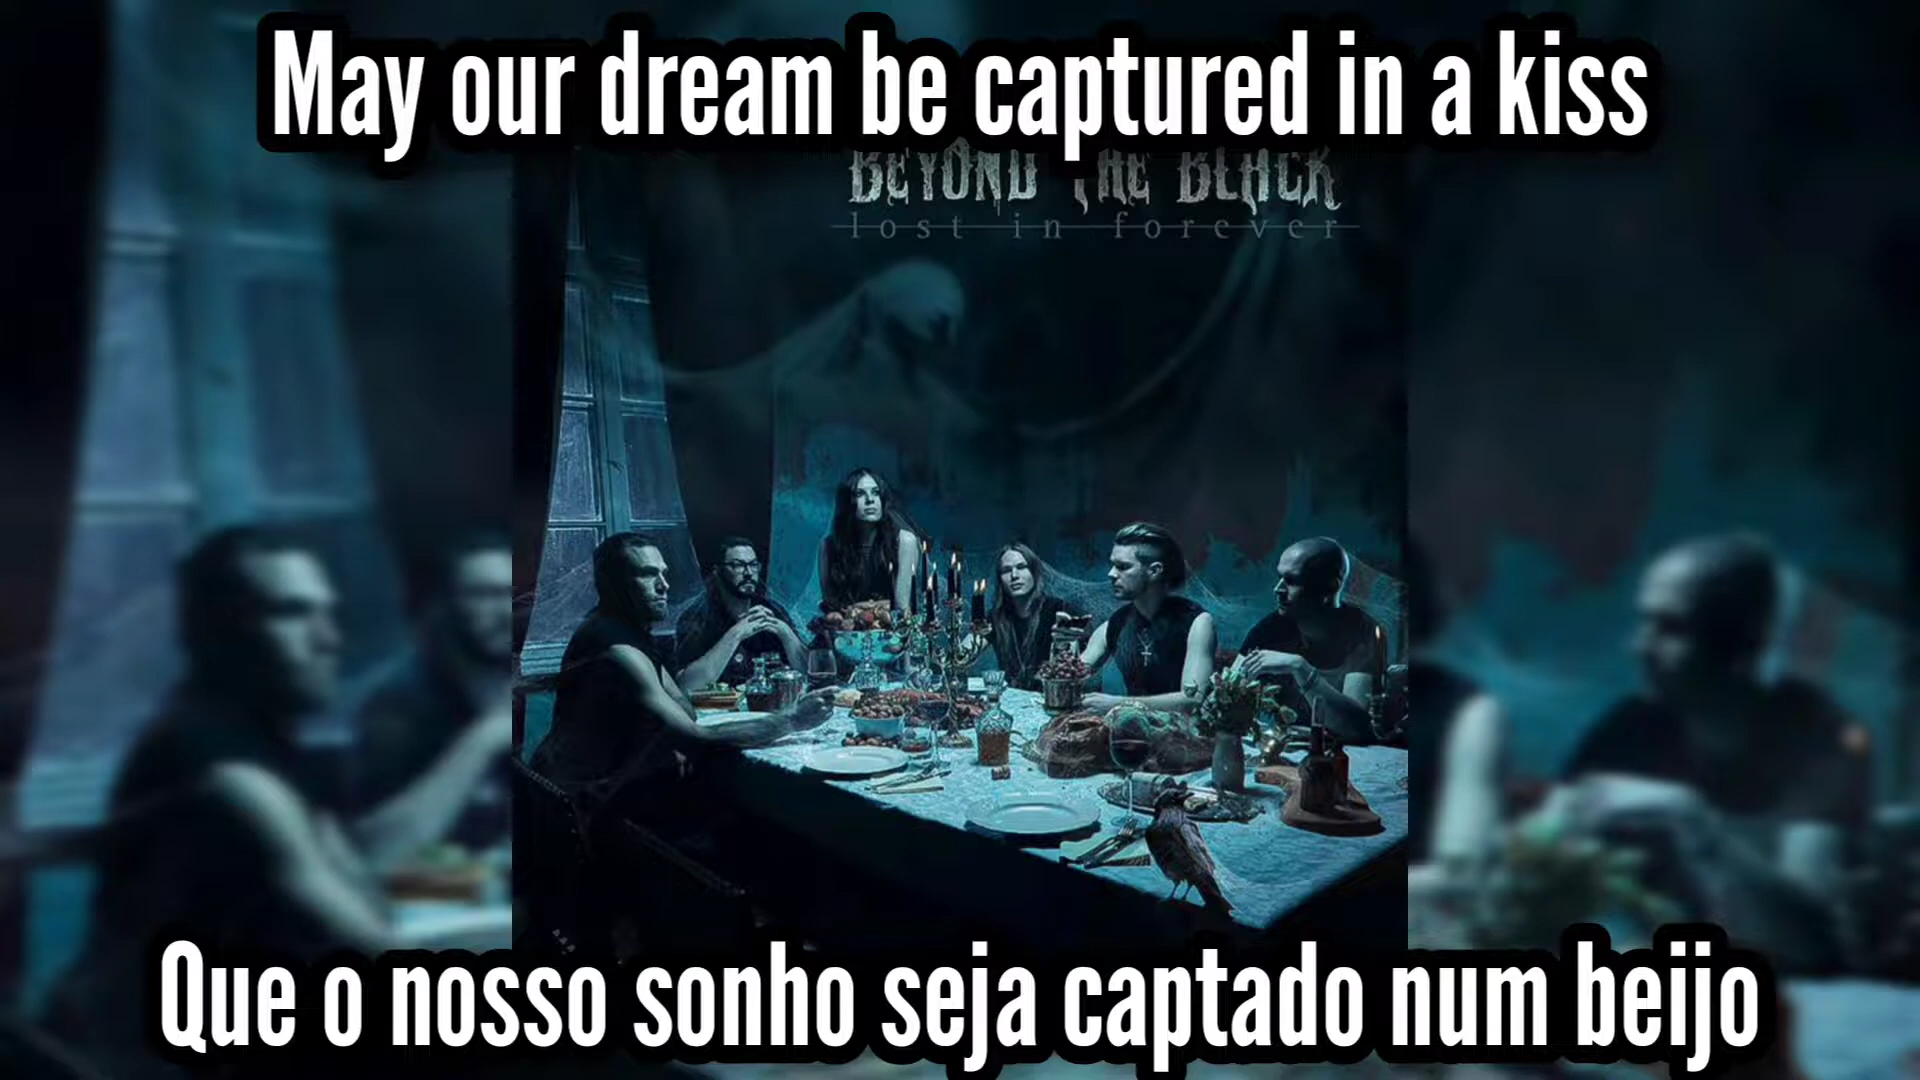 May our dream be captured in a kiss
BEYOND THE BLACK
lost in forever
Que o nosso sonho seja captado num beijo